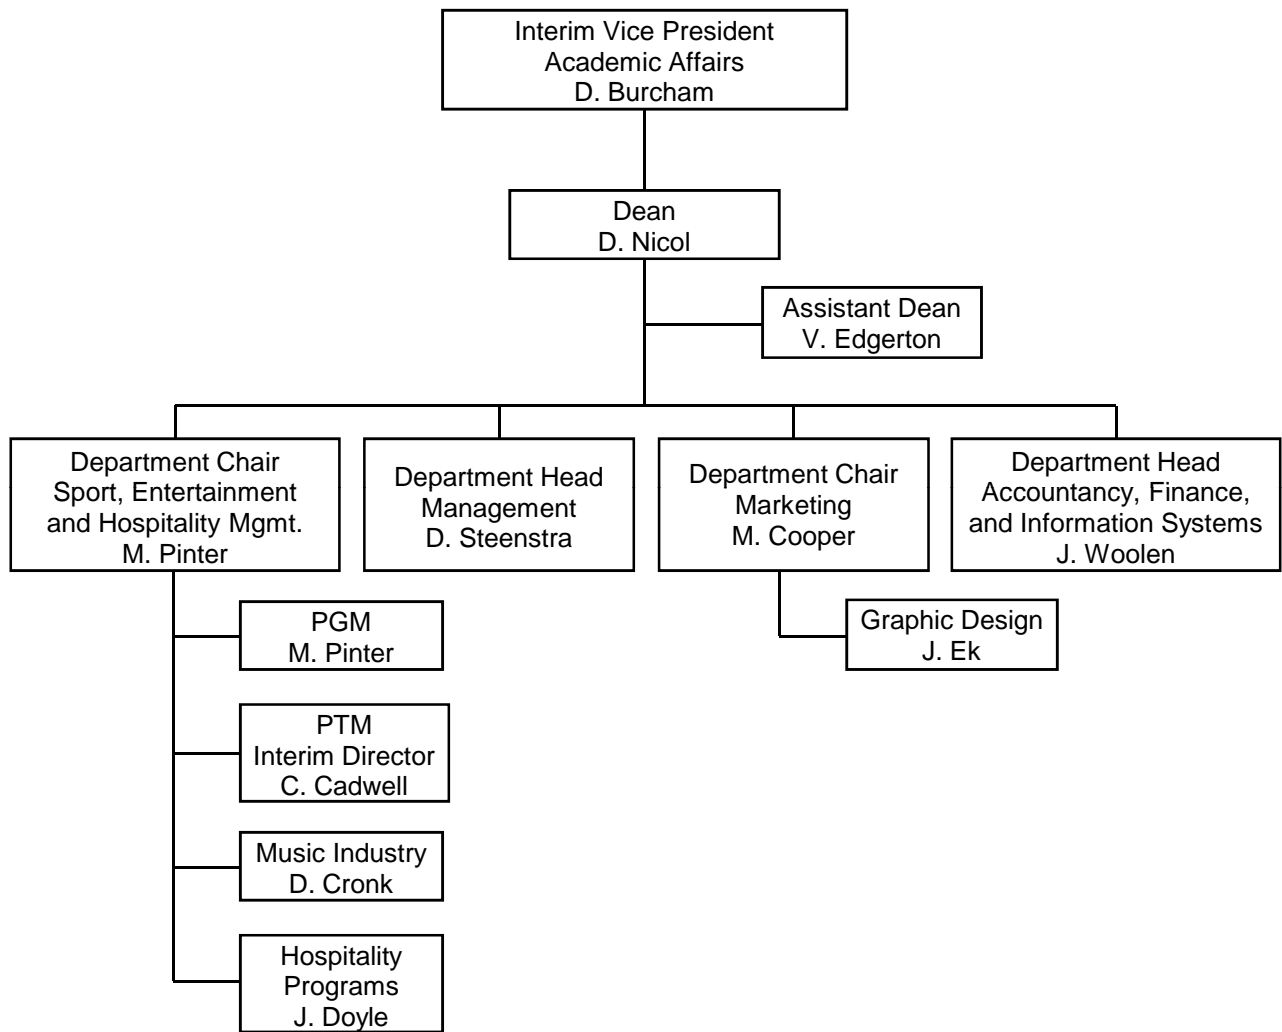 Interim Vice President
Academic Affairs
D. Burcham
Dean
D. Nicol
Assistant Dean
V. Edgerton
Department Chair
Sport, Entertainment
and Hospitality Mgmt.
M. Pinter
Department Head
Management
D. Steenstra
Department Chair
Marketing
M. Cooper
Department Head
Accountancy, Finance,
and Information Systems
J. Woolen
PGM
M. Pinter
PTM
Interim Director
C. Cadwell
Music Industry
D. Cronk
Hospitality
Programs
J. Doyle
Graphic Design
J. Ek